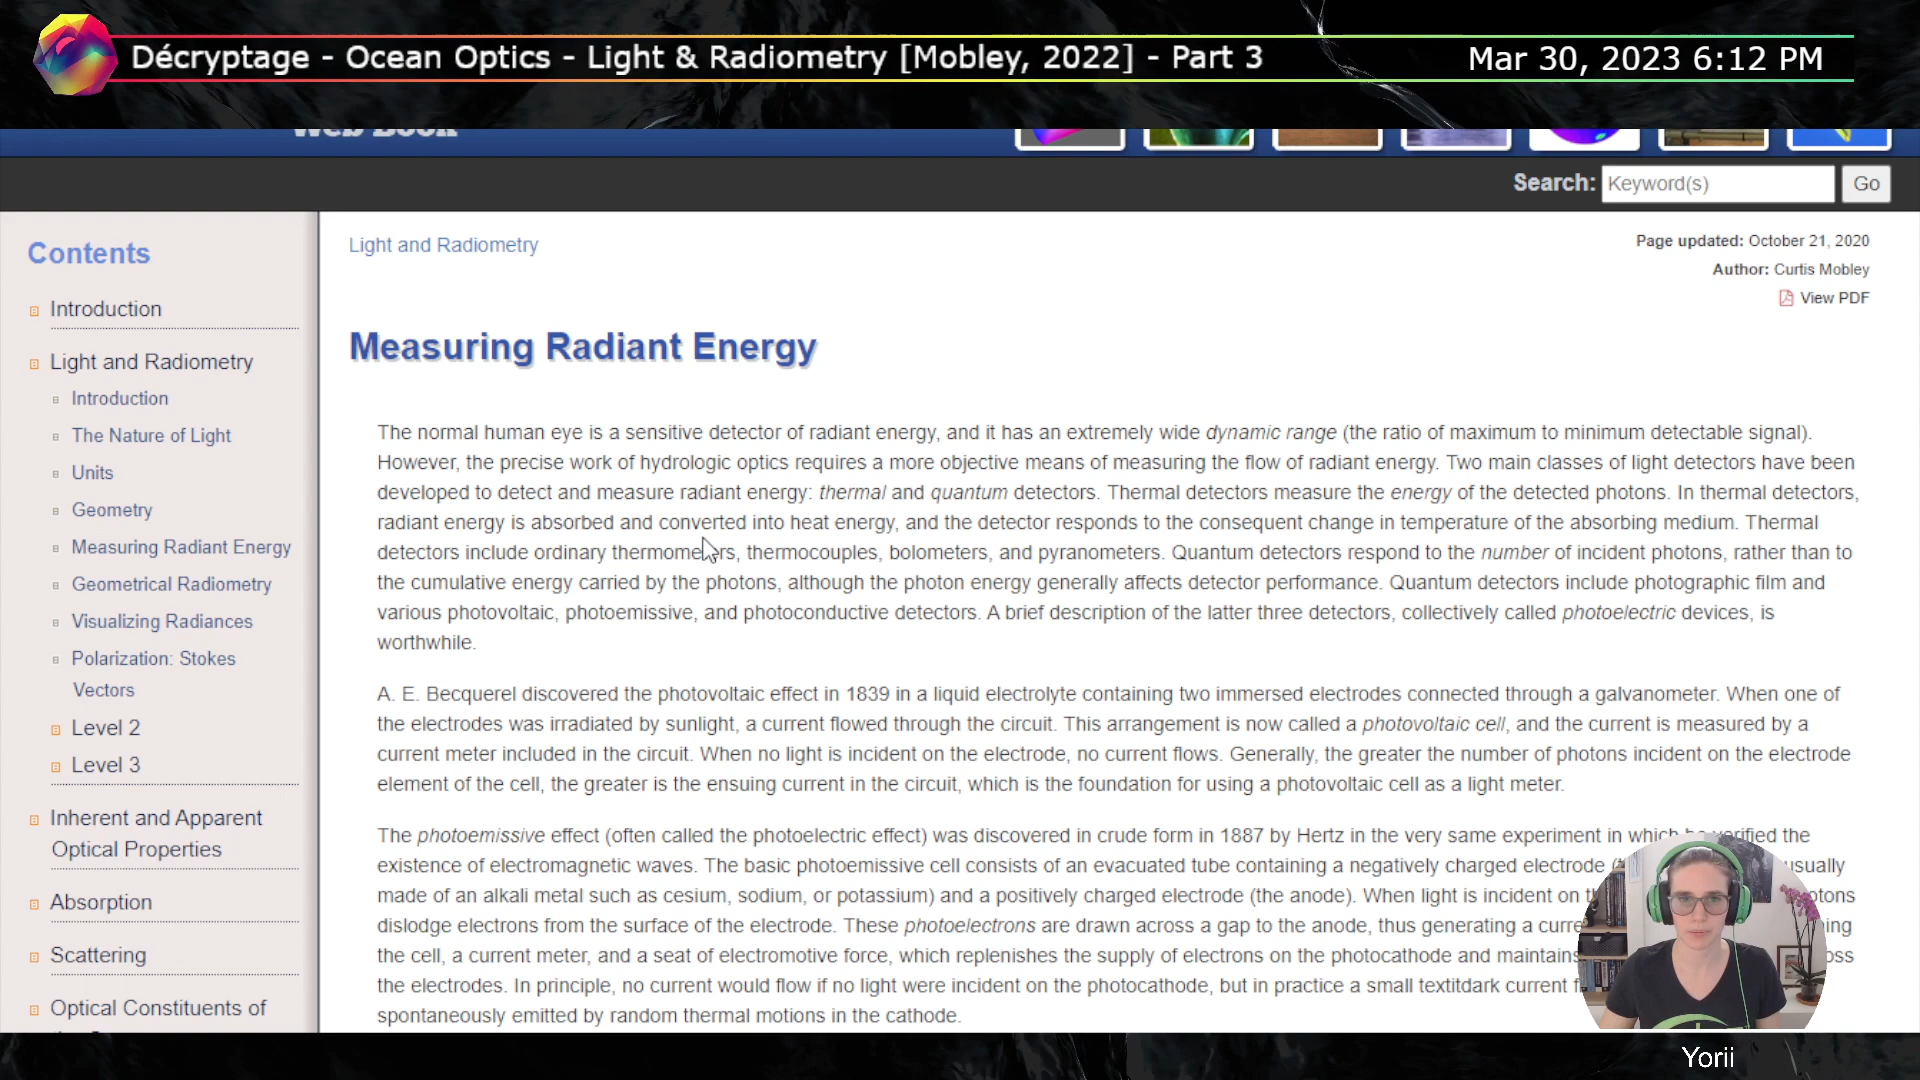 Décryptage - Ocean Optics - Light & Radiometry [Mobley, 2022] - Part 3
Mar 30, 2023 6:12 PM
Web Book
Search: Keyword(s) Go
Contents
Introduction
Light and Radiometry
Introduction
The Nature of Light
Units
Geometry
Measuring Radiant Energy
Geometrical Radiometry
Visualizing Radiances
Polarization: Stokes
Vectors
Level 2
Level 3
Inherent and Apparent
Optical Properties
Absorption
Scattering
Optical Constituents of
Light and Radiometry
Page updated: October 21, 2020
Author: Curtis Mobley
View PDF
Measuring Radiant Energy
The normal human eye is a sensitive detector of radiant energy, and it has an extremely wide dynamic range (the ratio of maximum to minimum detectable signal).
However, the precise work of hydrologic optics requires a more objective means of measuring the flow of radiant energy. Two main classes of light detectors have been
developed to detect and measure radiant energy: thermal and quantum detectors. Thermal detectors measure the energy of the detected photons. In thermal detectors,
radiant energy is absorbed and converted into heat energy, and the detector responds to the consequent change in temperature of the absorbing medium. Thermal
detectors include ordinary thermometers, thermocouples, bolometers, and pyranometers. Quantum detectors respond to the number of incident photons, rather than to
the cumulative energy carried by the photons, although the photon energy generally affects detector performance. Quantum detectors include photographic film and
various photovoltaic, photoemissive, and photoconductive detectors. A brief description of the latter three detectors, collectively called photoelectric devices, is
worthwhile.
A. E. Becquerel discovered the photovoltaic effect in 1839 in a liquid electrolyte containing two immersed electrodes connected through a galvanometer. When one of
the electrodes was irradiated by sunlight, a current flowed through the circuit. This arrangement is now called a photovoltaic cell, and the current is measured by a
current meter included in the circuit. When no light is incident on the electrode, no current flows. Generally, the greater the number of photons incident on the electrode
element of the cell, the greater is the ensuing current in the circuit, which is the foundation for using a photovoltaic cell as a light meter.
The photoemissive effect (often called the photoelectric effect) was discovered in crude form in 1887 by Hertz in the very same experiment in which he verified the
existence of electromagnetic waves. The basic photoemissive cell consists of an evacuated tube containing a negatively charged electrode usually
made of an alkali metal such as cesium, sodium, or potassium) and a positively charged electrode (the anode). When light is incident on
dislodge electrons from the surface of the electrode. These photoelectrons are drawn across a gap to the anode, thus generating a
the cell, a current meter, and a seat of electromotive force, which replenishes the supply of electrons on the photocathode and maintains
the electrodes. In principle, no current would flow if no light were incident on the photocathode, but in practice a small textitdark current
spontaneously emitted by random thermal motions in the cathode.
Yorii